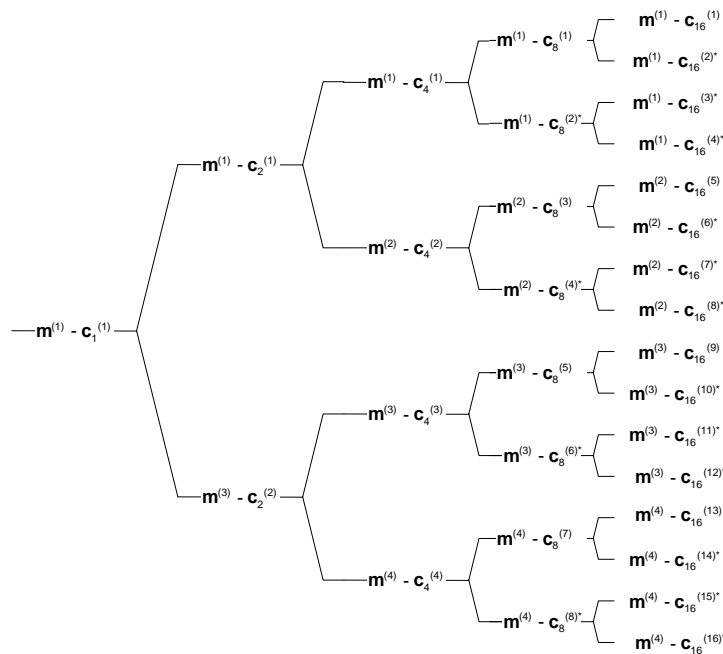 m(1) - c16(1)
m(1) - c8(1)
m(1) - c16(2)*
m(1) - c4(1)
m(1) - c16(3)*
m(1) - c8(2)*
m(1) - c16(4)*
m(1) - c2(1)
m(2) - c16(5)
m(2) - c8(3)
m(2) - c16(6)*
m(2) - c4(2)
m(2) - c16(7)*
m(2) - c8(4)*
m(2) - c16(8)*
m(1) - c1(1)
m(3) - c16(9)
m(3) - c8(5)
m(3) - c16(10)*
m(3) - c4(3)
m(3) - c16(11)*
m(3) - c8(6)*
m(3) - c16(12)*
m(3) - c2(2)
m(4) - c16(13)
m(4) - c8(7)
m(4) - c16(14)*
m(4) - c4(4)
m(4) - c16(15)*
m(4) - c8(8)*
m(4) - c16(16)*